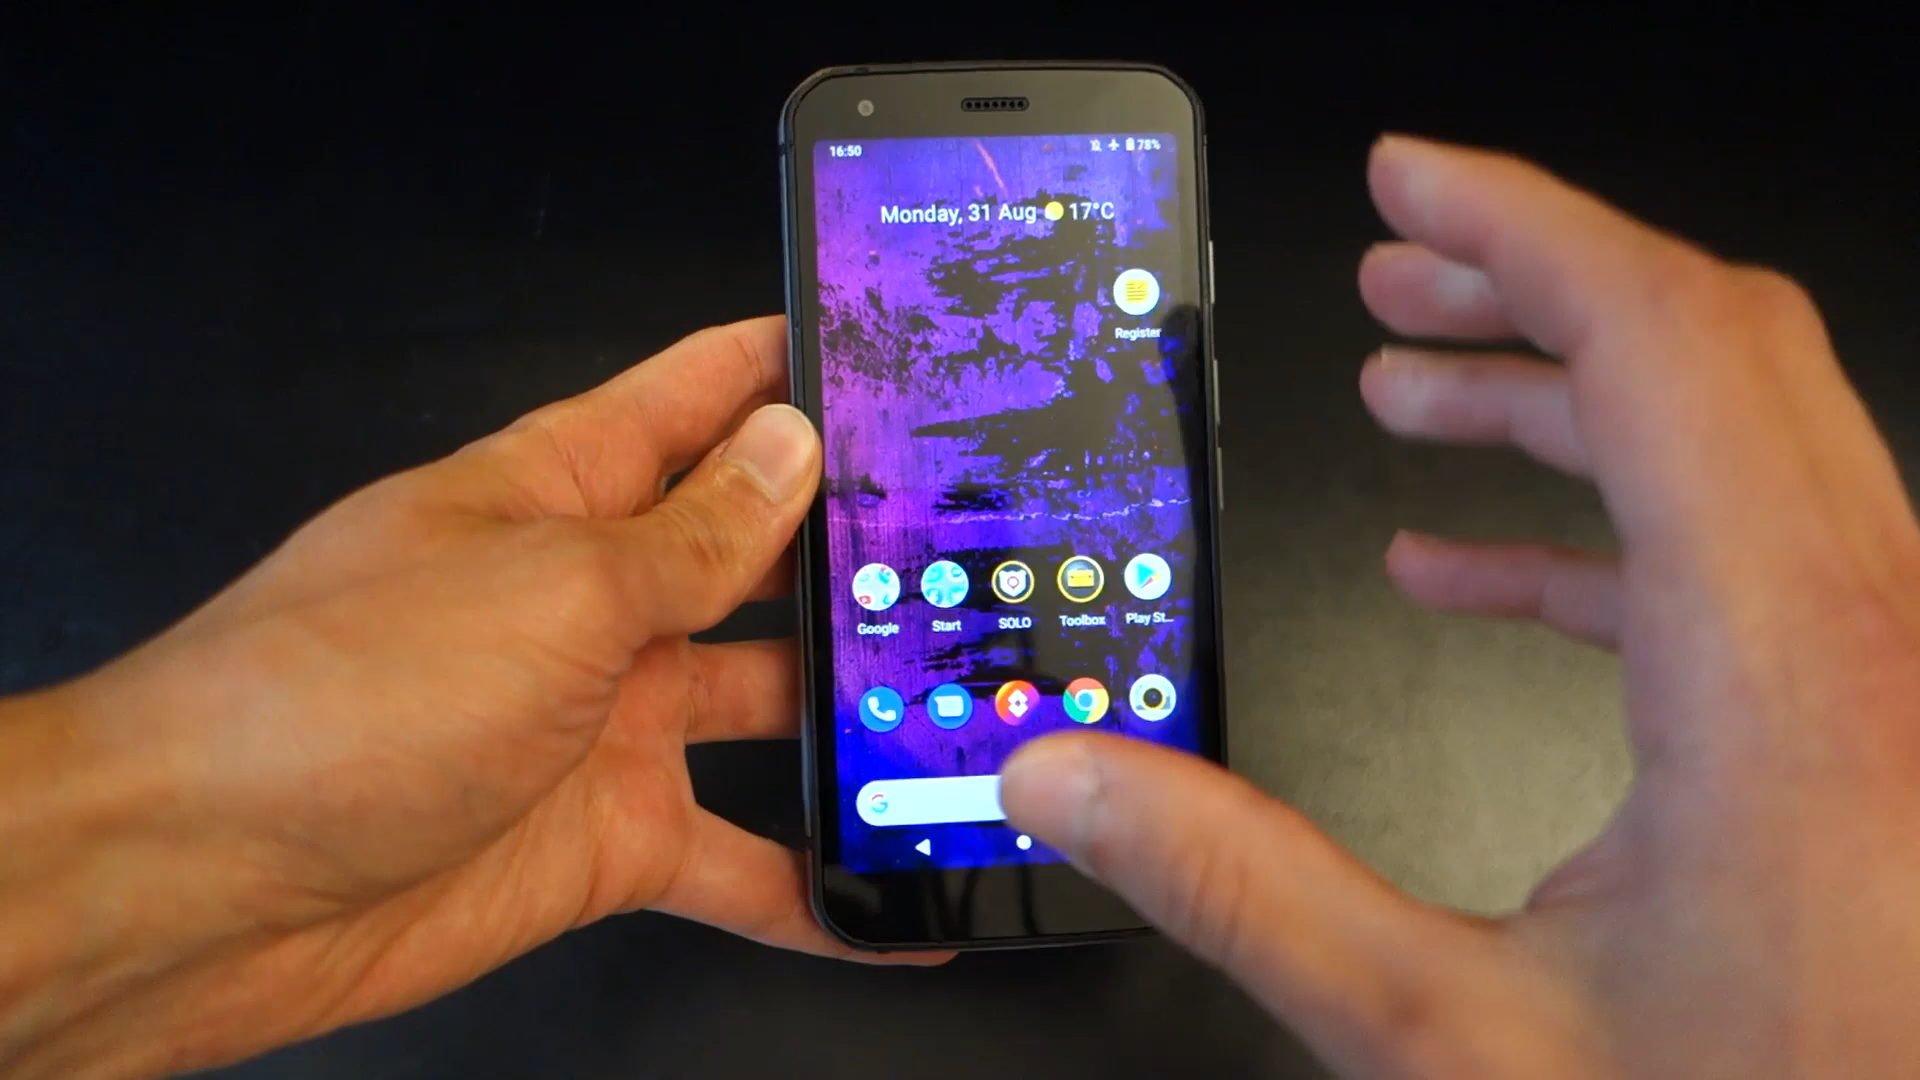 16:50 78%
Monday, 31 Aug 17°C
Register
Google Start SOLO Toolbox Play St...
G